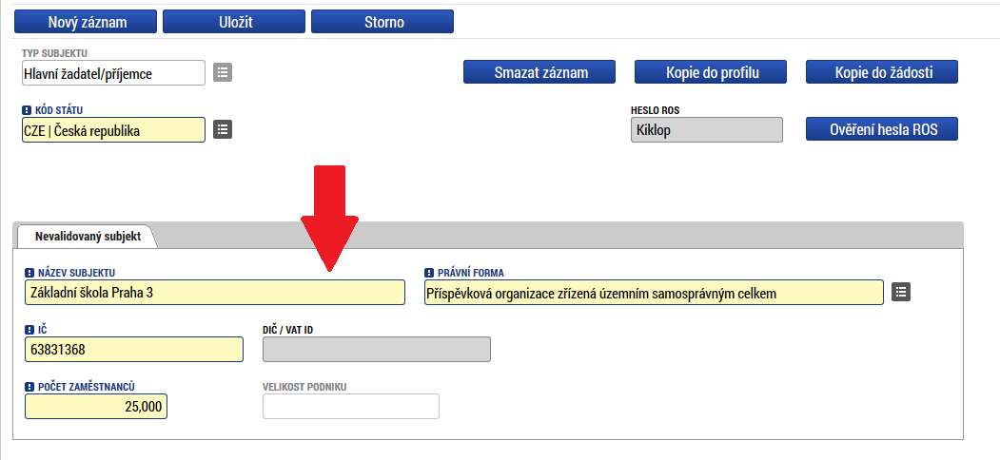 Nový záznam Uložit Storno
TYP SUBJEKTU
Hlavní žadatel/příjemce Smazat záznam Kopie do profilu Kopie do žádosti
KÓD STÁTU HESLO ROS
CZE | Česká republika Kiklop Ověření hesla ROS
Nevalidovaný subjekt
NÁZEV SUBJEKTU PRÁVNÍ FORMA
Základní škola Praha 3 Příspěvková organizace zřízená územním samosprávným celkem
IČ DIČ / VAT ID
63831368
POČET ZAMĚSTNANCŮ VELIKOST PODNIKU
25,000